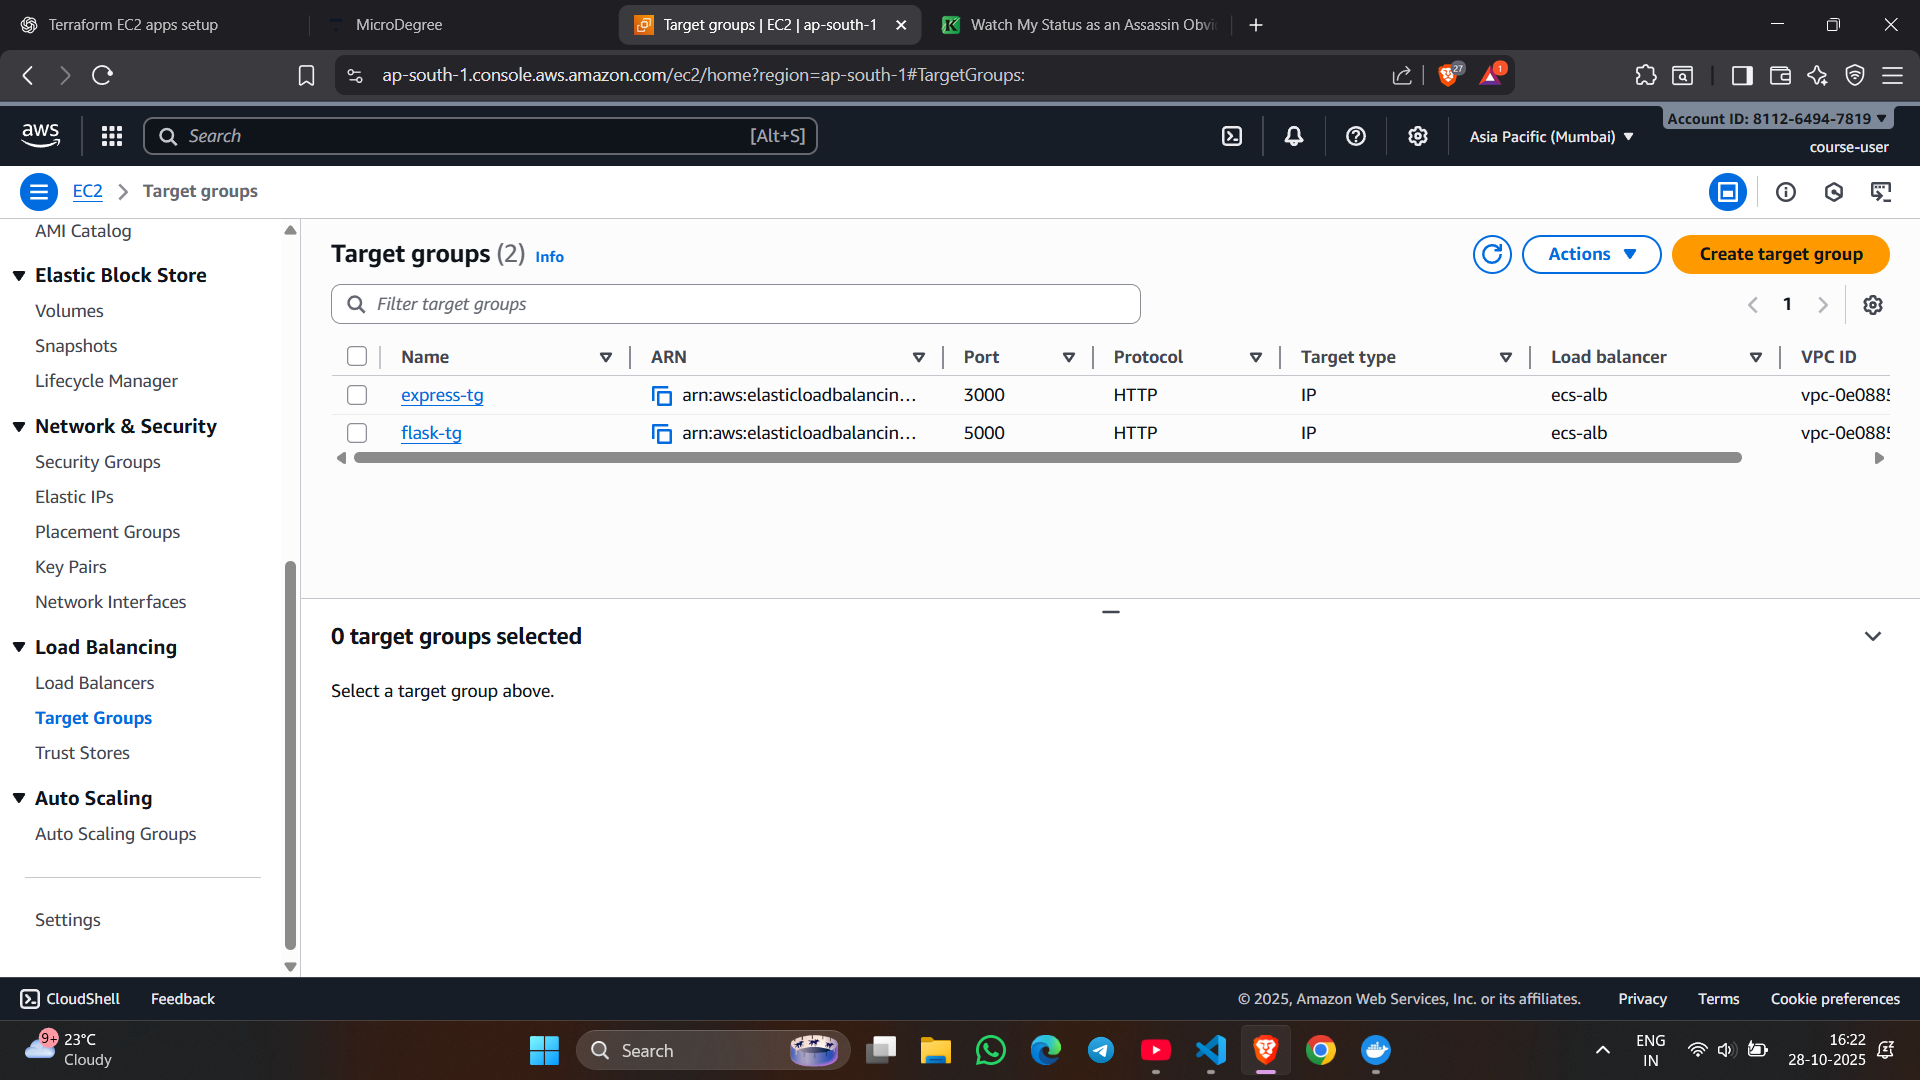 Terraform EC2 apps setup
MicroDegree
Target groups | EC2 | ap-south-1
Watch My Status as an Assassin Obvi
27
1
ap-south-1.console.aws.amazon.com/ec2/home?region=ap-south-1#TargetGroups:
aws
Search
[Alt+S]
Asia Pacific (Mumbai)
Account ID: 8112-6494-7819
course-user
EC2
Target groups
AMI Catalog
Elastic Block Store
Volumes
Snapshots
Lifecycle Manager
Network & Security
Security Groups
Elastic IPs
Placement Groups
Key Pairs
Network Interfaces
Load Balancing
Load Balancers
Target Groups
Trust Stores
Auto Scaling
Auto Scaling Groups
Settings
Target groups (2) Info
Actions
Create target group
Filter target groups
1
Name ARN Port Protocol Target type Load balancer VPC ID
express-tg arn:aws:elasticloadbalancin... 3000 HTTP IP ecs-alb vpc-0e0885
flask-tg arn:aws:elasticloadbalancin... 5000 HTTP IP ecs-alb vpc-0e0885
0 target groups selected
Select a target group above.
CloudShell
Feedback
© 2025, Amazon Web Services, Inc. or its affiliates.
Privacy
Terms
Cookie preferences
9+
23°C
Cloudy
Search
ENG
IN
16:22
28-10-2025